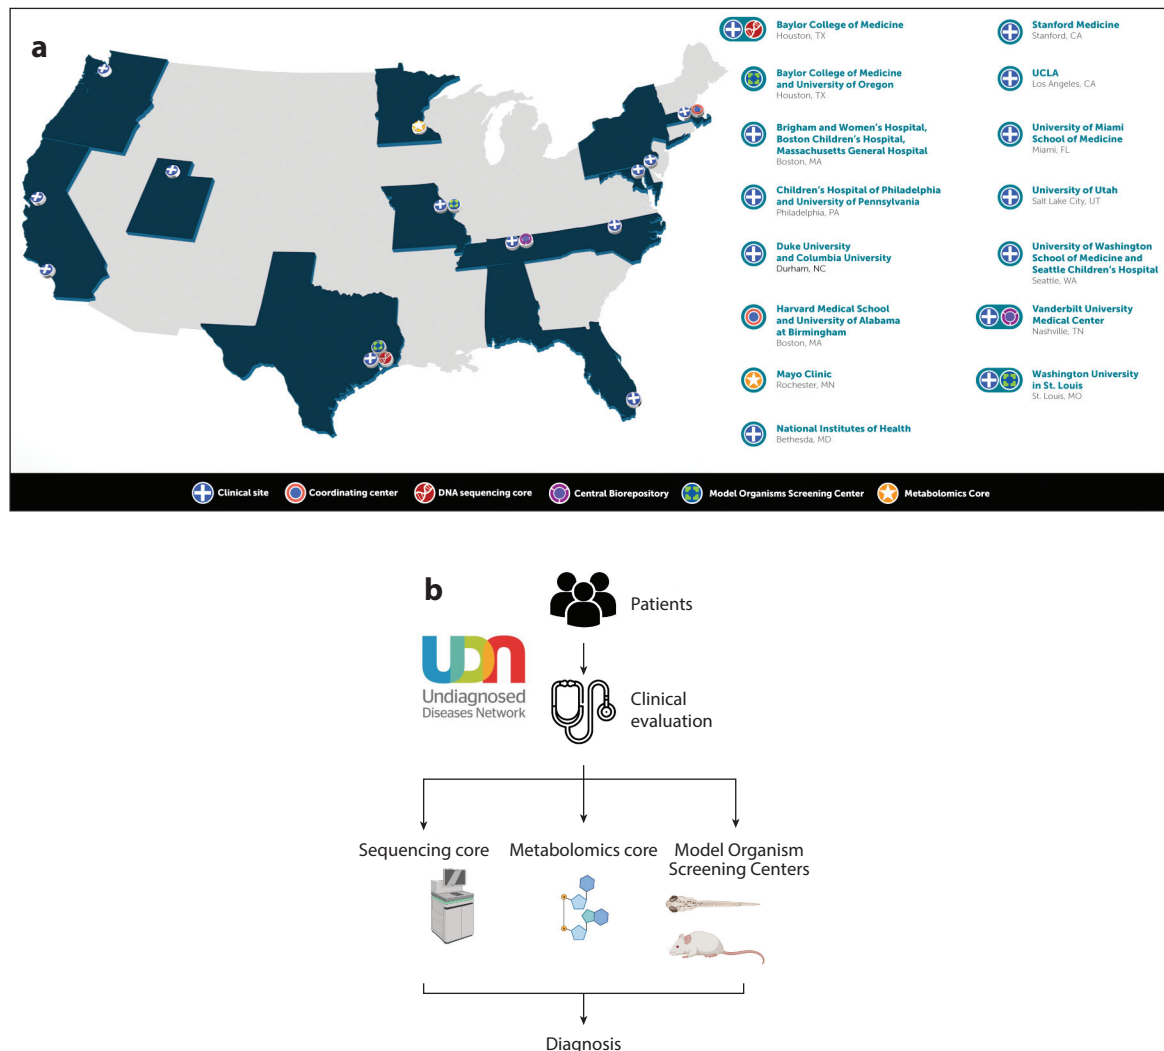 a
Baylor College of Medicine
Houston, TX
Baylor College of Medicine
and University of Oregon
Houston, TX
Brigham and Women's Hospital,
Boston Children's Hospital,
Massachusetts General Hospital
Boston, MA
Children's Hospital of Philadelphia
and University of Pennsylvania
Philadelphia, PA
Duke University
and Columbia University
Durham, NC
Harvard Medical School
and University of Alabama
at Birmingham
Boston, MA
Mayo Clinic
Rochester, MN
National Institutes of Health
Bethesda, MD
Stanford Medicine
Stanford, CA
UCLA
Los Angeles, CA
University of Miami
School of Medicine
Miami, FL
University of Utah
Salt Lake City, UT
University of Washington
School of Medicine and
Seattle Children's Hospital
Seattle, WA
Vanderbilt University
Medical Center
Nashville, TN
Washington University
in St. Louis
St. Louis, MO
Clinical site
Coordinating center
DNA sequencing core
Central Biorepository
Model Organisms Screening Center
Metabolomics Core
b
Patients
UDN
Undiagnosed
Diseases Network
Clinical
evaluation
Sequencing core
Metabolomics core
Model Organism
Screening Centers
Diagnosis